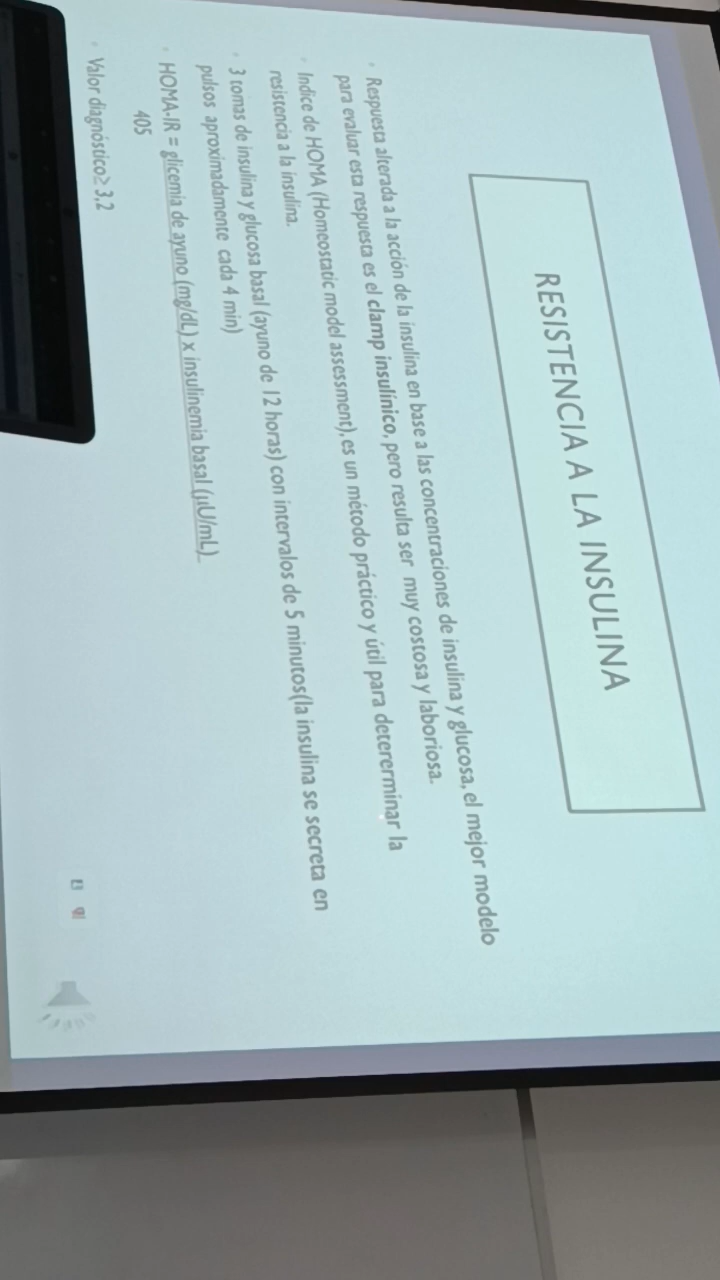 RESISTENCIA A LA INSULINA
Respuesta alterada a la acción de la insulina en base a las concentraciones de insulina y glucosa, el mejor modelo
para evaluar esta respuesta es el clamp insulínico, pero resulta ser muy costosa y laboriosa.
Indice de HOMA (Homeostatic model assessment), es un método práctico y útil para detererminar la
resistencia a la insulina.
3 tomas de insulina y glucosa basal (ayuno de 12 horas) con intervalos de 5 minutos(la insulina se secreta en
pulsos aproximadamente cada 4 min)
HOMA-IR = glicemia de ayuno (mg/dL) x insulinemia basal (µU/mL)
405
Valor diagnóstico≥ 3,2